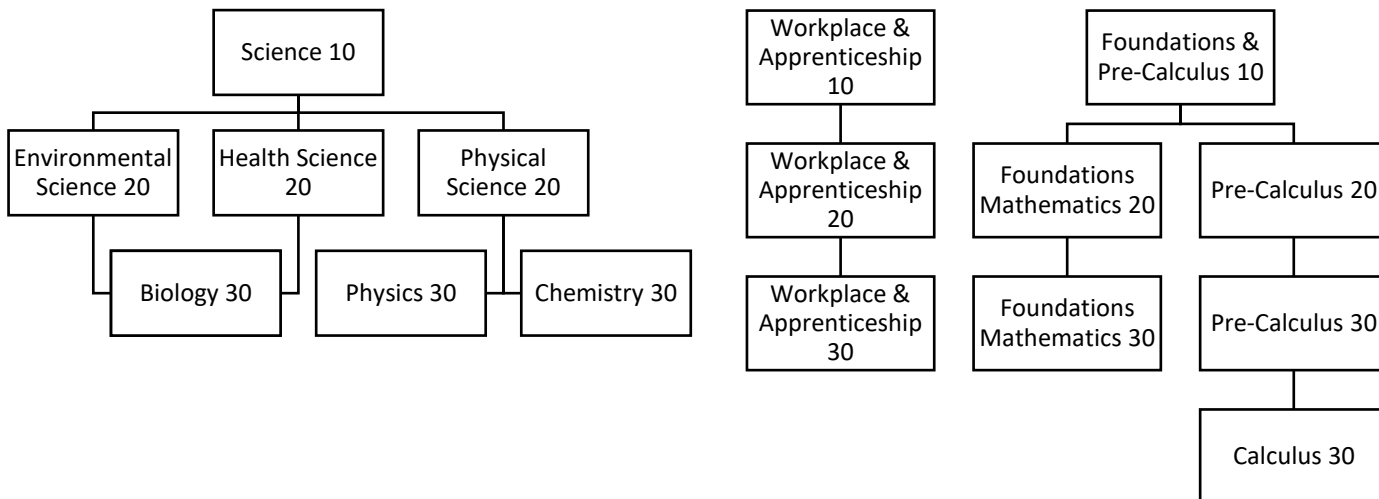 Science 10
Environmental
Science 20
Health Science
20
Physical
Science 20
Biology 30
Physics 30
Chemistry 30
Workplace &
Apprenticeship
10
Workplace &
Apprenticeship
20
Workplace &
Apprenticeship
30
Foundations &
Pre-Calculus 10
Foundations
Mathematics 20
Pre-Calculus 20
Foundations
Mathematics 30
Pre-Calculus 30
Calculus 30